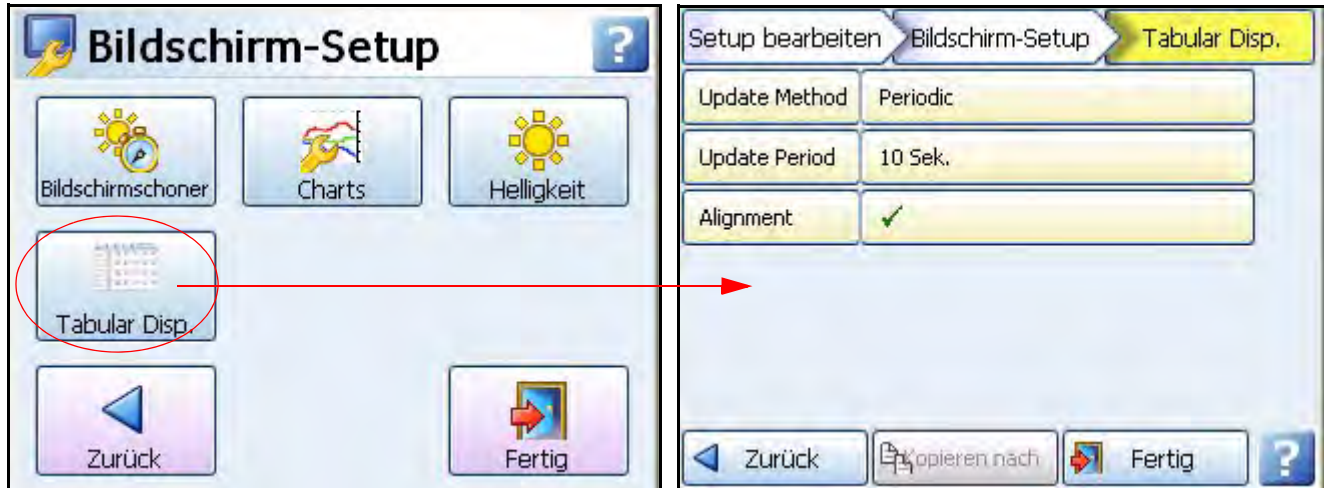 Bildschirm-Setup
?
Bildschirmschoner
Charts
Helligkeit
Tabular Disp.
Zurück
Fertig
Setup bearbeiten
Bildschirm-Setup
Tabular Disp.
Update Method
Periodic
Update Period
10 Sek.
Alignment
✓
Zurück
Kopieren nach
Fertig
?